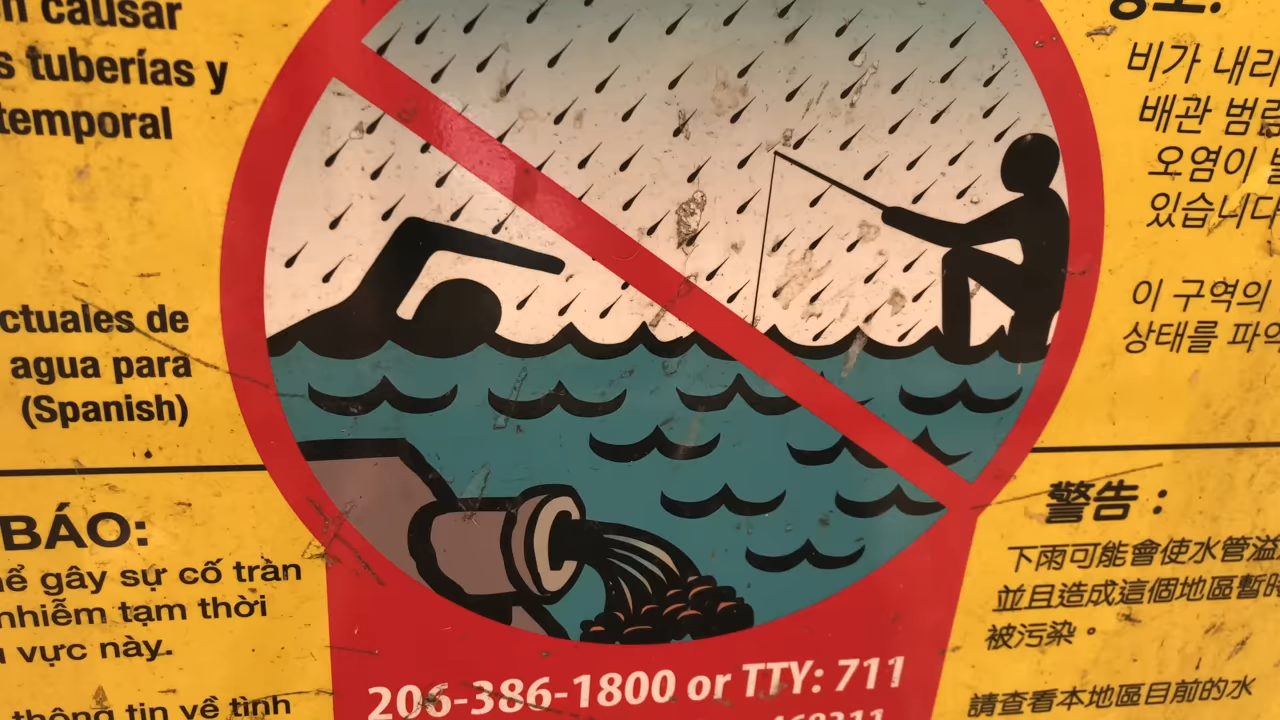 causar
tuberías y
temporal
ctuales de
agua para
(Spanish)
BÁO:
gây sự cố tràn
nhiễm tạm thời
vực này.
thông tin về tình
206-386-1800 or TTY: 711
비가 내리
배관 범람
오염이
있습니다
이 구역의
상태를 파악
警告：
下雨可能會使水管溢
並且造成這個地區暫時
被污染。
請查看本地區目前的水